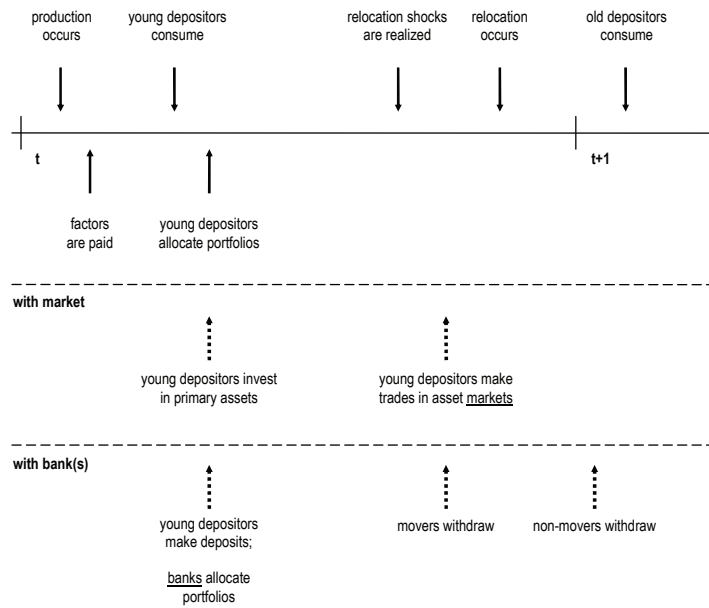 production
occurs
young depositors
consume
relocation shocks
are realized
relocation
occurs
old depositors
consume
t
t+1
factors
are paid
young depositors
allocate portfolios
with market
young depositors invest
in primary assets
young depositors make
trades in asset markets
with bank(s)
young depositors
make deposits;
banks allocate
portfolios
movers withdraw
non-movers withdraw